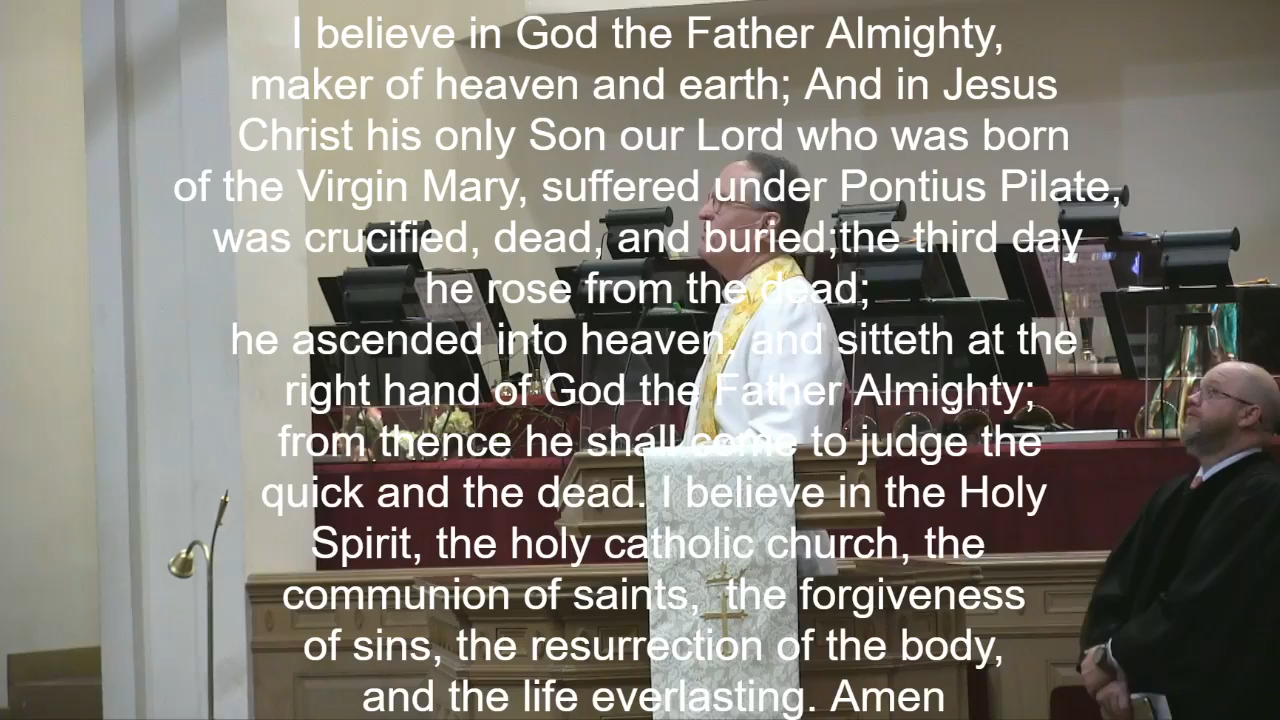 I believe in God the Father Almighty,
maker of heaven and earth; And in Jesus
Christ his only Son our Lord who was born
of the Virgin Mary, suffered under Pontius Pilate,
was crucified, dead, and buried;the third day
he rose from the dead;
he ascended into heaven, and sitteth at the
right hand of God the Father Almighty;
from thence he shall come to judge the
quick and the dead. I believe in the Holy
Spirit, the holy catholic church, the
communion of saints, the forgiveness
of sins, the resurrection of the body,
and the life everlasting. Amen